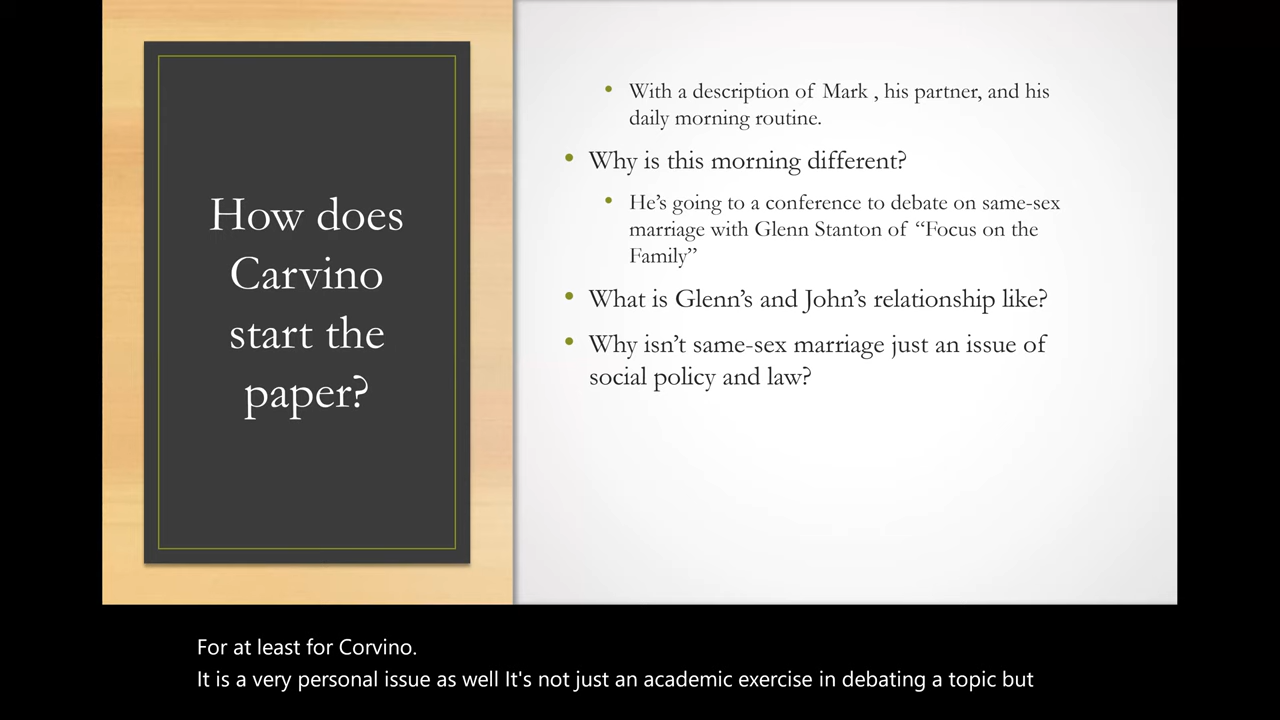 How does
Carvino
start the
paper?
• With a description of Mark , his partner, and his
daily morning routine.
• Why is this morning different?
• He’s going to a conference to debate on same-sex
marriage with Glenn Stanton of “Focus on the
Family”
• What is Glenn’s and John’s relationship like?
• Why isn’t same-sex marriage just an issue of
social policy and law?
For at least for Corvino.
It is a very personal issue as well It's not just an academic exercise in debating a topic but